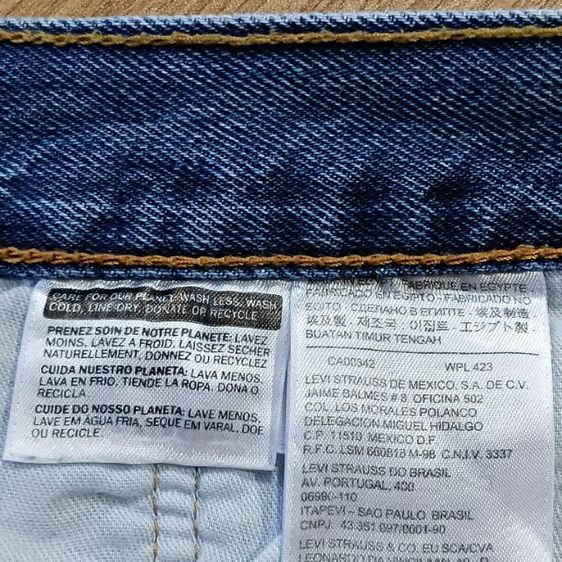 CARE FOR OUR PLANET: WASH LESS, WASH
COLD, LINE DRY, DONATE OR RECYCLE
PRENEZ SOIN DE NOTRE PLANETE: LAVEZ
MOINS, LAVEZ A FROID, LAISSEZ SECHER
NATURELLEMENT, DONNEZ OU RECYCLEZ
CUIDA NUESTRO PLANETA: LAVA MENOS,
LAVA EN FRIO, TIENDE LA ROPA, DONA O
RECICLA
CUIDE DO NOSSO PLANETA: LAVE MENOS,
LAVE EM ÁGUA FRIA, SEQUE EM VARAL, DOE
OU RECICLE.
EGYPT / FABRIQUE EN EGYPTE
FABRICADO EN EGIPTO - FABRICADO NO
EGITO - СДЕЛАНО В ЕГИПТЕ - 埃及制造
埃及製 - 제조국 : 이집트 - エジプト製 -
BUATAN TIMUR TENGAH
CA00342 WPL 423
LEVI STRAUSS DE MEXICO, S.A. DE C.V.
JAIME BALMES # 8, OFICINA 502
COL. LOS MORALES POLANCO
DELEGACION MIGUEL HIDALGO
C.P. 11510 MEXICO D.F.
R.F.C. LSM 660818 M-98 C.N.I.V. 3337
LEVI STRAUSS DO BRASIL
AV. PORTUGAL, 400
06690-110
ITAPEVI - SAO PAULO BRASIL
CNPJ. 43.351.097/0001-90
LEVI STRAUSS & CO. EU SCA/CVA
LEONARDO DA VINCILAAN